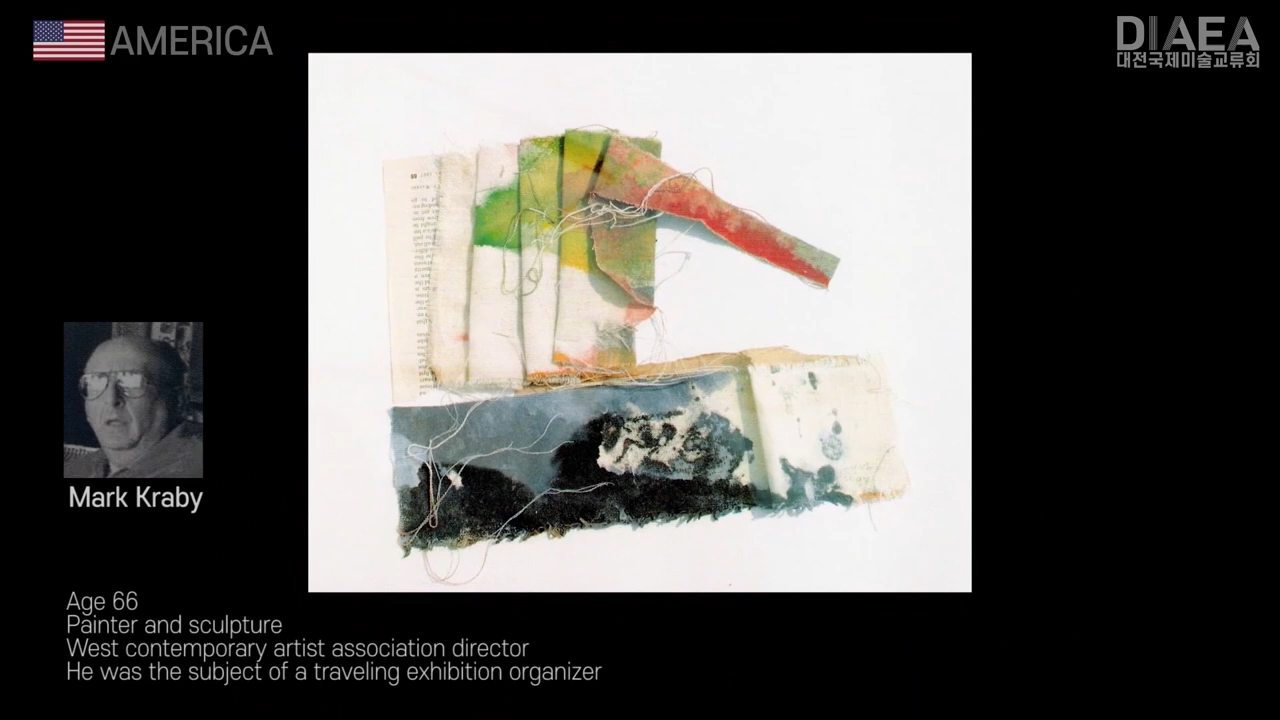 AMERICA
DIAEA
대전국제미술교류회
Mark Kraby
Age 66
Painter and sculpture
West contemporary artist association director
He was the subject of a traveling exhibition organizer